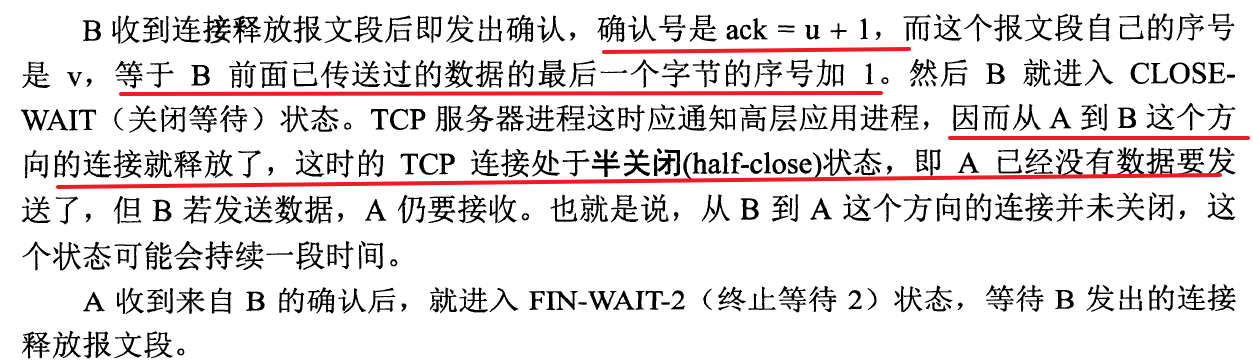 B 收到连接释放报文段后即发出确认，确认号是 ack = u + 1，而这个报文段自己的序号
是 v，等于 B 前面已传送过的数据的最后一个字节的序号加 1。然后 B 就进入 CLOSE-
WAIT（关闭等待）状态。TCP 服务器进程这时应通知高层应用进程，因而从 A 到 B 这个方
向的连接就释放了，这时的 TCP 连接处于半关闭(half-close)状态，即 A 已经没有数据要发
送了，但 B 若发送数据，A 仍要接收。也就是说，从 B 到 A 这个方向的连接并未关闭，这
个状态可能会持续一段时间。
A 收到来自 B 的确认后，就进入 FIN-WAIT-2（终止等待 2）状态，等待 B 发出的连接
释放报文段。